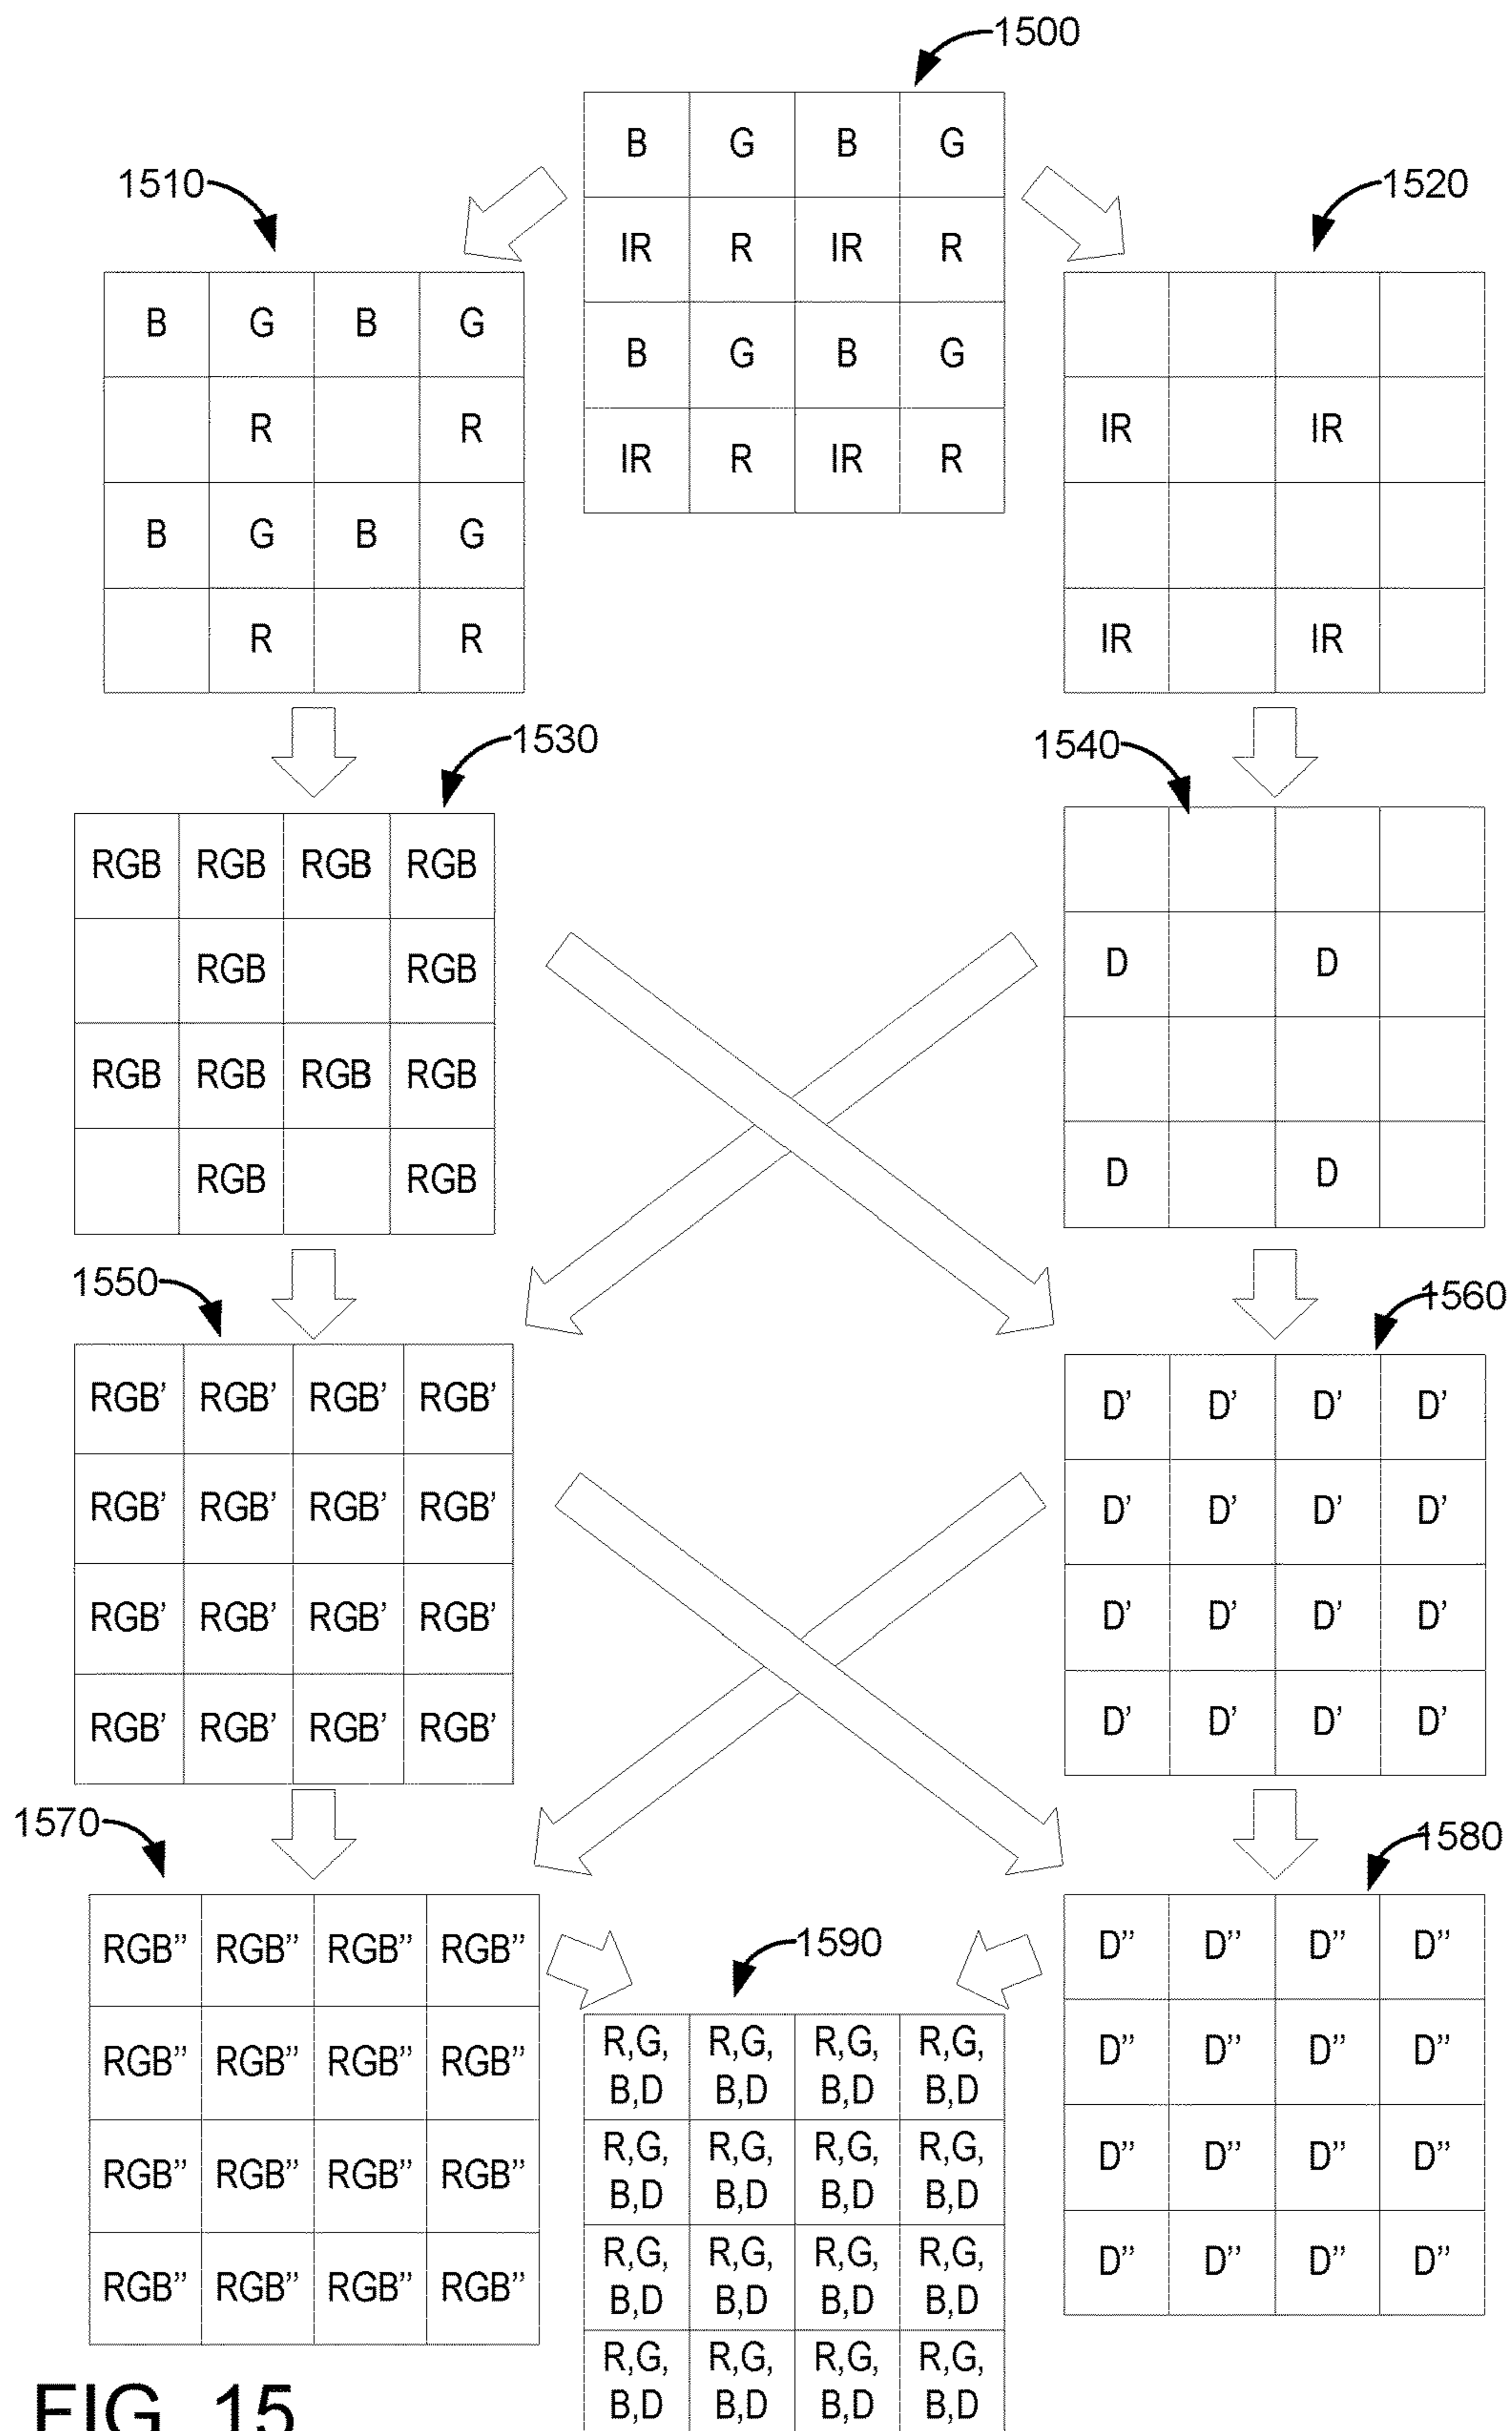 1500
B G B G
IR R IR R
B G B G
IR R IR R
1510
B G B G
R R
B G B G
R R
1520
IR IR
IR IR
1530
RGB RGB RGB RGB
RGB RGB
RGB RGB RGB RGB
RGB RGB
1540
D D
D D
1550
RGB’ RGB’ RGB’ RGB’
RGB’ RGB’ RGB’ RGB’
RGB’ RGB’ RGB’ RGB’
RGB’ RGB’ RGB’ RGB’
1560
D’ D’ D’ D’
D’ D’ D’ D’
D’ D’ D’ D’
D’ D’ D’ D’
1570
RGB” RGB” RGB” RGB”
RGB” RGB” RGB” RGB”
RGB” RGB” RGB” RGB”
RGB” RGB” RGB” RGB”
1580
D” D” D” D”
D” D” D” D”
D” D” D” D”
D” D” D” D”
1590
R,G, R,G, R,G, R,G,
B,D B,D B,D B,D
R,G, R,G, R,G, R,G,
B,D B,D B,D B,D
R,G, R,G, R,G, R,G,
B,D B,D B,D B,D
R,G, R,G, R,G, R,G,
B,D B,D B,D B,D
FIG. 15